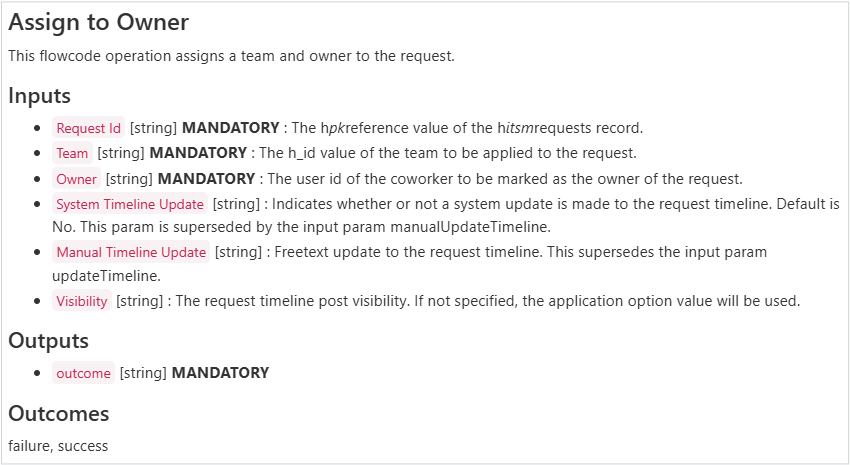 Assign to Owner
This flowcode operation assigns a team and owner to the request.
Inputs
• Request Id [string] MANDATORY : The hpkreference value of the hitsmrequests record.
• Team [string] MANDATORY : The h_id value of the team to be applied to the request.
• Owner [string] MANDATORY : The user id of the coworker to be marked as the owner of the request.
• System Timeline Update [string] : Indicates whether or not a system update is made to the request timeline. Default is
No. This param is superseded by the input param manualUpdateTimeline.
• Manual Timeline Update [string] : Freetext update to the request timeline. This supersedes the input param
updateTimeline.
• Visibility [string] : The request timeline post visibility. If not specified, the application option value will be used.
Outputs
• outcome [string] MANDATORY
Outcomes
failure, success